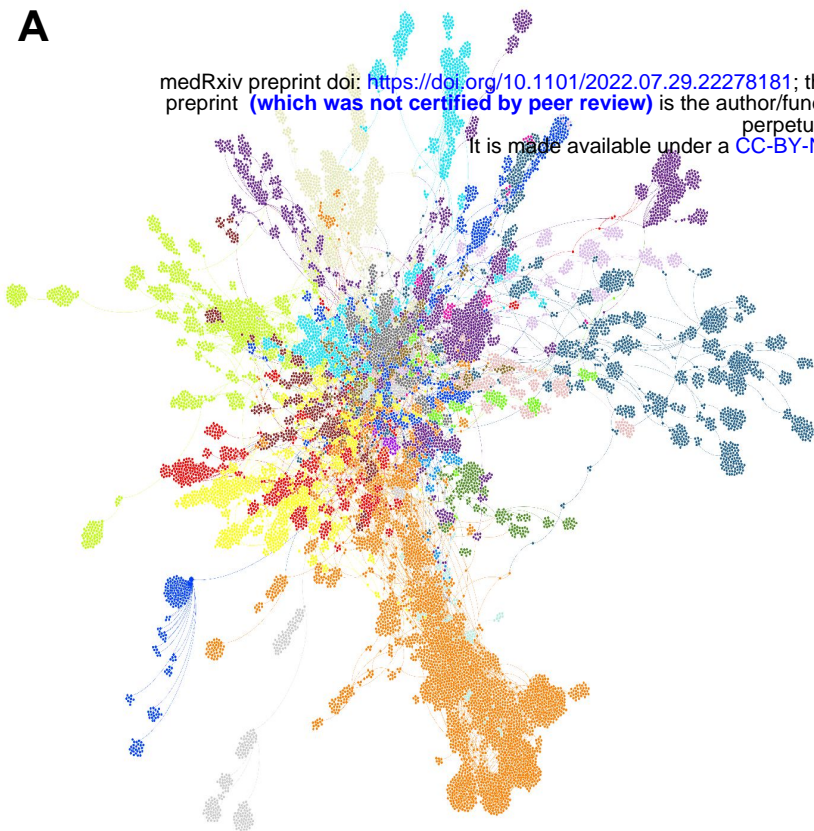 A
medRxiv preprint doi: https://doi.org/10.1101/2022.07.29.22278181; th
preprint (which was not certified by peer review) is the author/fund
perpetu
It is made available under a CC-BY-N